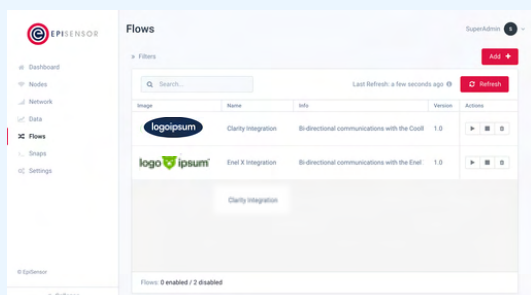 EPISENSOR
Flows
SuperAdmin S
Filters
Add +
Dashboard
Nodes
Network
Data
Flows
Snaps
Settings
Search...
Last Refresh: a few seconds ago
Refresh
Image Name Info Version Actions
logoipsum Clarity Integration Bi-directional communications with the Cooll 1.0
logo ipsum Enel X Integration Bi-directional communications with the Enel 1.0
Clarity Integration
© EpiSensor
Flows: 0 enabled / 2 disabled